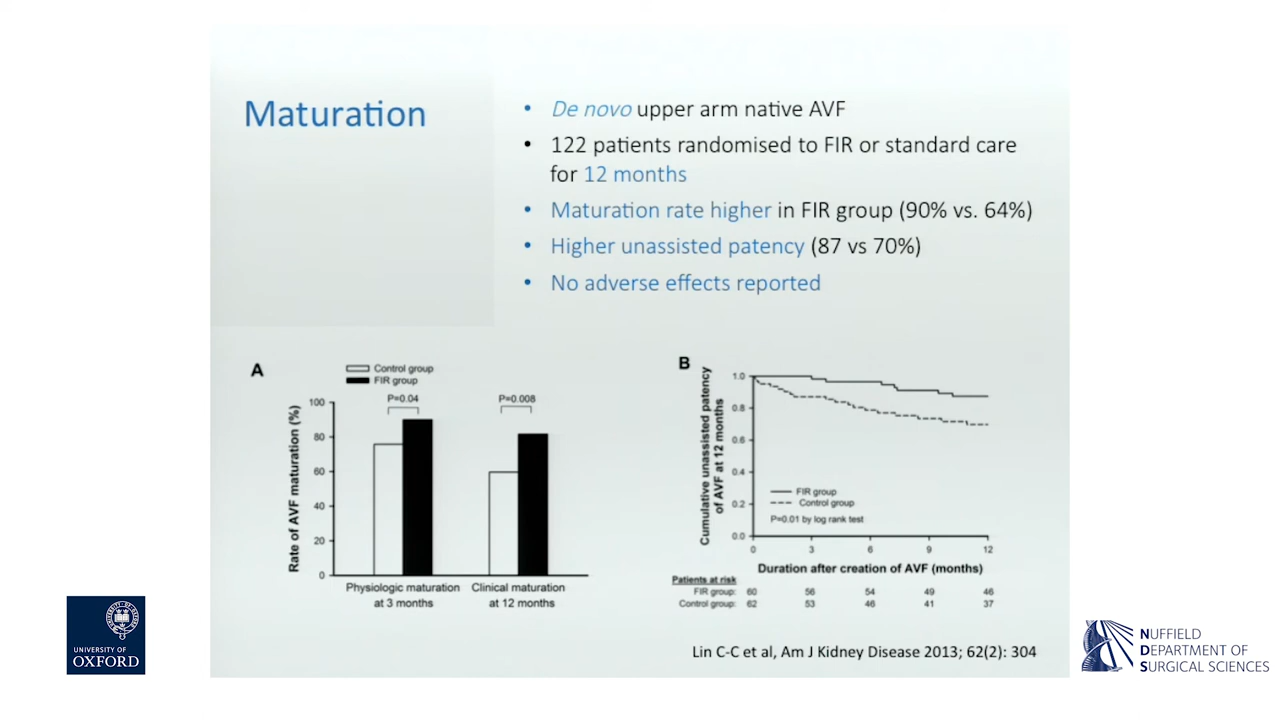 Maturation
• De novo upper arm native AVF
• 122 patients randomised to FIR or standard care
for 12 months
• Maturation rate higher in FIR group (90% vs. 64%)
• Higher unassisted patency (87 vs 70%)
• No adverse effects reported
A
Control group
FIR group
P=0.04
P=0.008
Rate of AVF maturation (%)
100
80
60
40
20
0
Physiologic maturation
at 3 months
Clinical maturation
at 12 months
B
Cumulative unassisted patency
of AVF at 12 months
1.0
0.8
0.6
0.4
0.2
0.0
FIR group
Control group
P=0.01 by log rank test
0 3 6 9 12
Duration after creation of AVF (months)
Patients at risk
FIR group: 60 56 54 49 46
Control group: 62 53 46 41 37
Lin C-C et al, Am J Kidney Disease 2013; 62(2): 304
UNIVERSITY OF
OXFORD
NUFFIELD
DEPARTMENT OF
SURGICAL SCIENCES